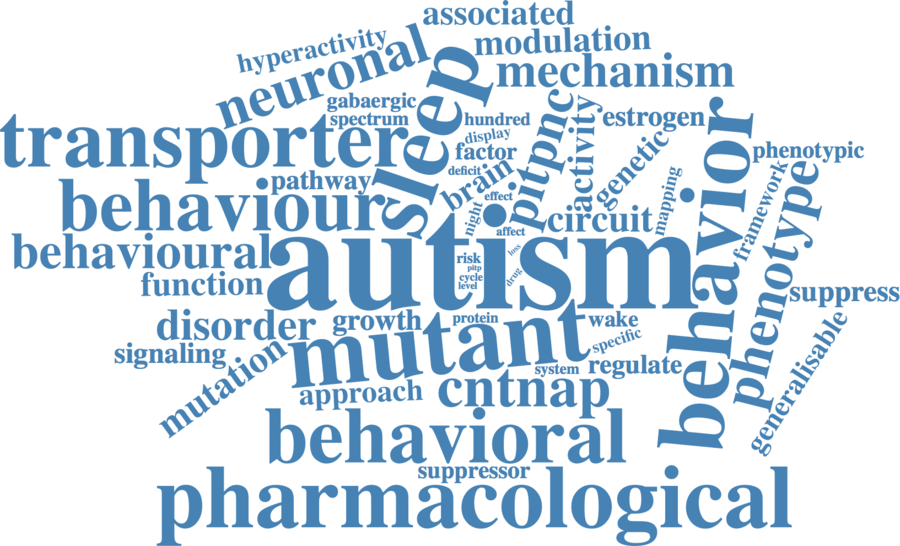 associated
hyperactivity
modulation
neuronal
sleep
mechanism
gabaergic
spectrum
hundred
pitpnc
activity
estrogen
transporter
display
factor
genetic
behavior
phenotypic
pathway
deficit
brain
mapping
framework
phenotype
behaviour
effect
night
circuit
affect
behavioural
autism
loss
risk
pitp
cycle
level
drug
function
suppress
disorder
growth
protein
mutant
wake
specific
generalisable
signaling
mutation
system
regulate
approach
cntnap
behavioral
suppressor
pharmacological